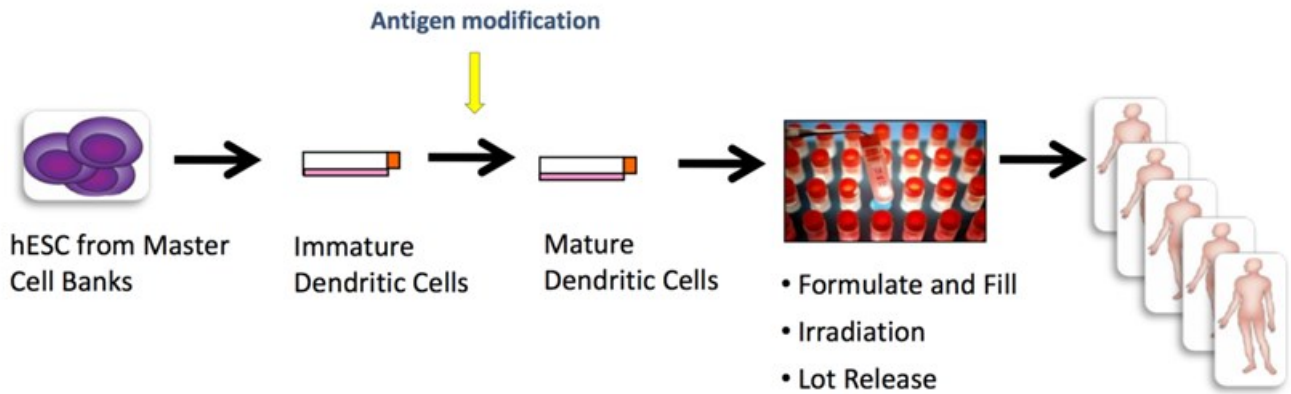 Antigen modification
hESC from Master
Cell Banks
Immature
Dendritic Cells
Mature
Dendritic Cells
• Formulate and Fill
• Irradiation
• Lot Release